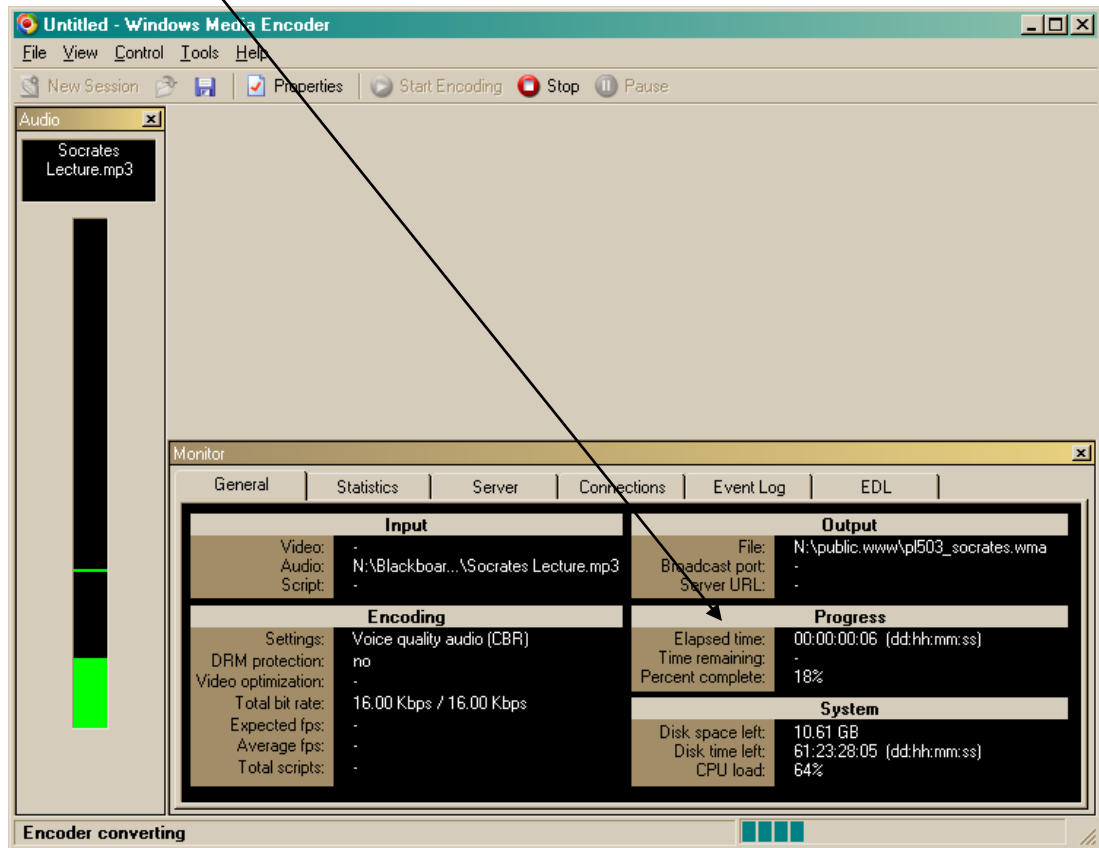 Untitled - Windows Media Encoder
File View Control Tools Help
New Session Properties Start Encoding Stop Pause
Audio
Socrates
Lecture.mp3
Monitor
General Statistics Server Connections Event Log EDL
Input
Video: -
Audio: N:\Blackboar...\Socrates Lecture.mp3
Script: -
Output
File: N:\public.www\pl503_socrates.wma
Broadcast port: -
Server URL: -
Encoding
Settings: Voice quality audio (CBR)
DRM protection: no
Video optimization: -
Total bit rate: 16.00 Kbps / 16.00 Kbps
Expected fps: -
Average fps: -
Total scripts: -
Progress
Elapsed time: 00:00:00:06 (dd:hh:mm:ss)
Time remaining: -
Percent complete: 18%
System
Disk space left: 10.61 GB
Disk time left: 61:23:28:05 (dd:hh:mm:ss)
CPU load: 64%
Encoder converting